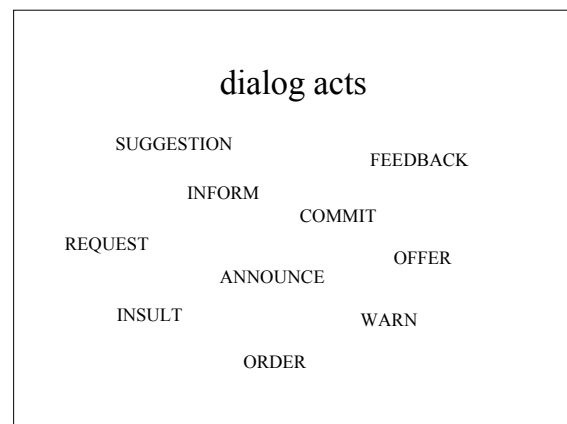 dialog acts
SUGGESTION
FEEDBACK
INFORM
COMMIT
REQUEST
OFFER
ANNOUNCE
INSULT
WARN
ORDER